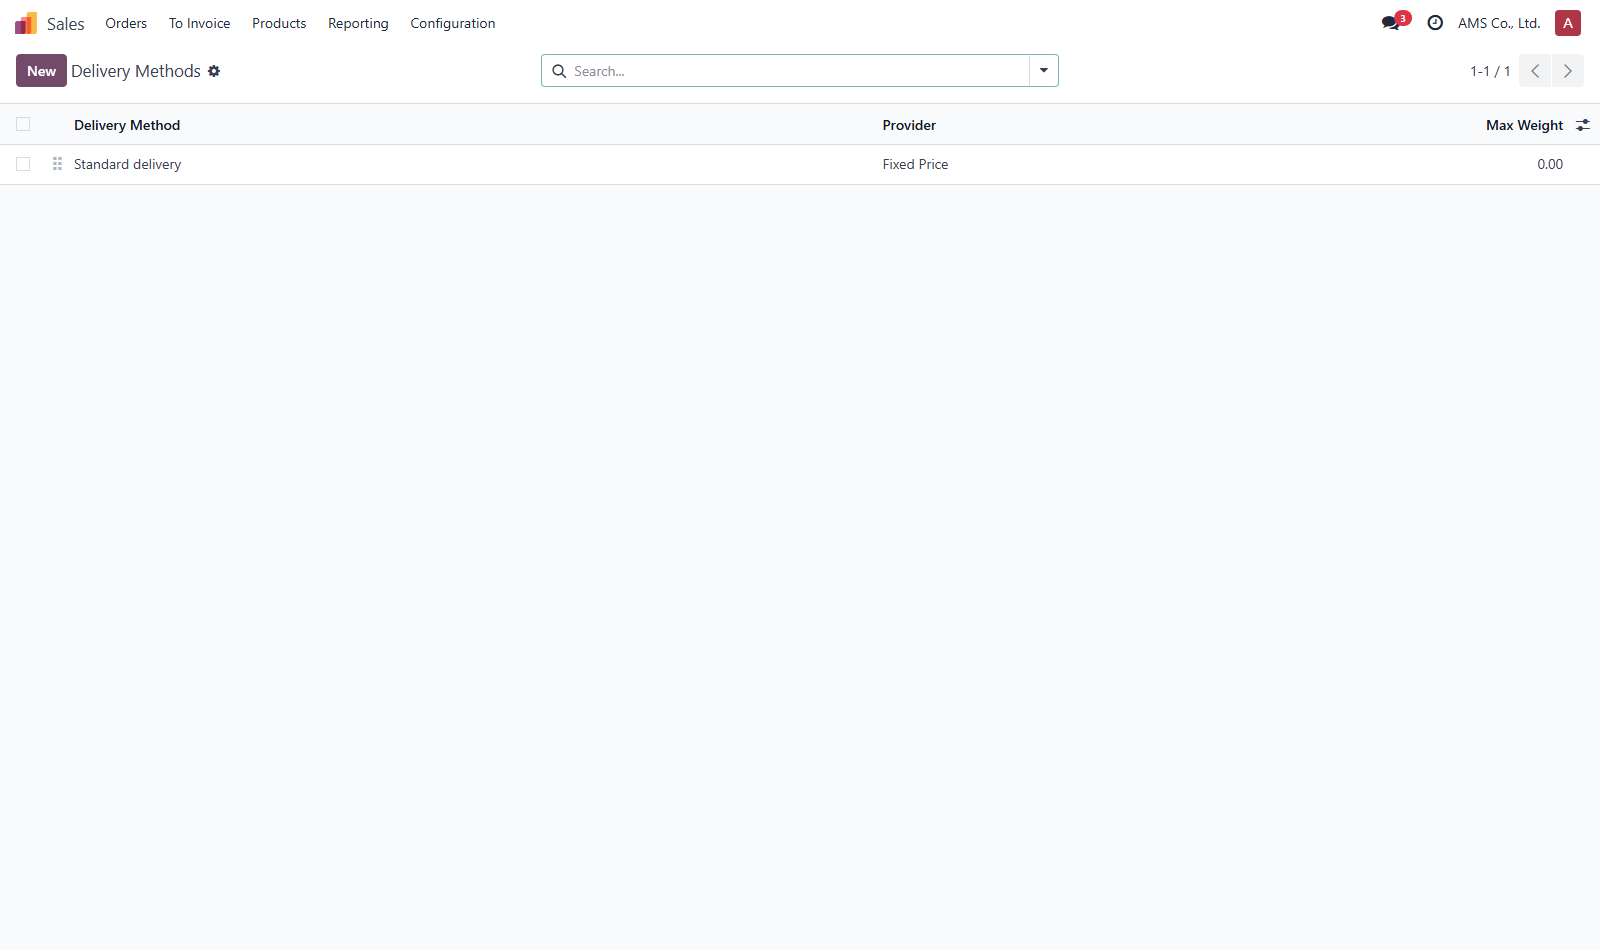 Sales Orders To Invoice Products Reporting Configuration 3 AMS Co., Ltd. A
New Delivery Methods Search... 1-1 / 1
Delivery Method Provider Max Weight
Standard delivery Fixed Price 0.00